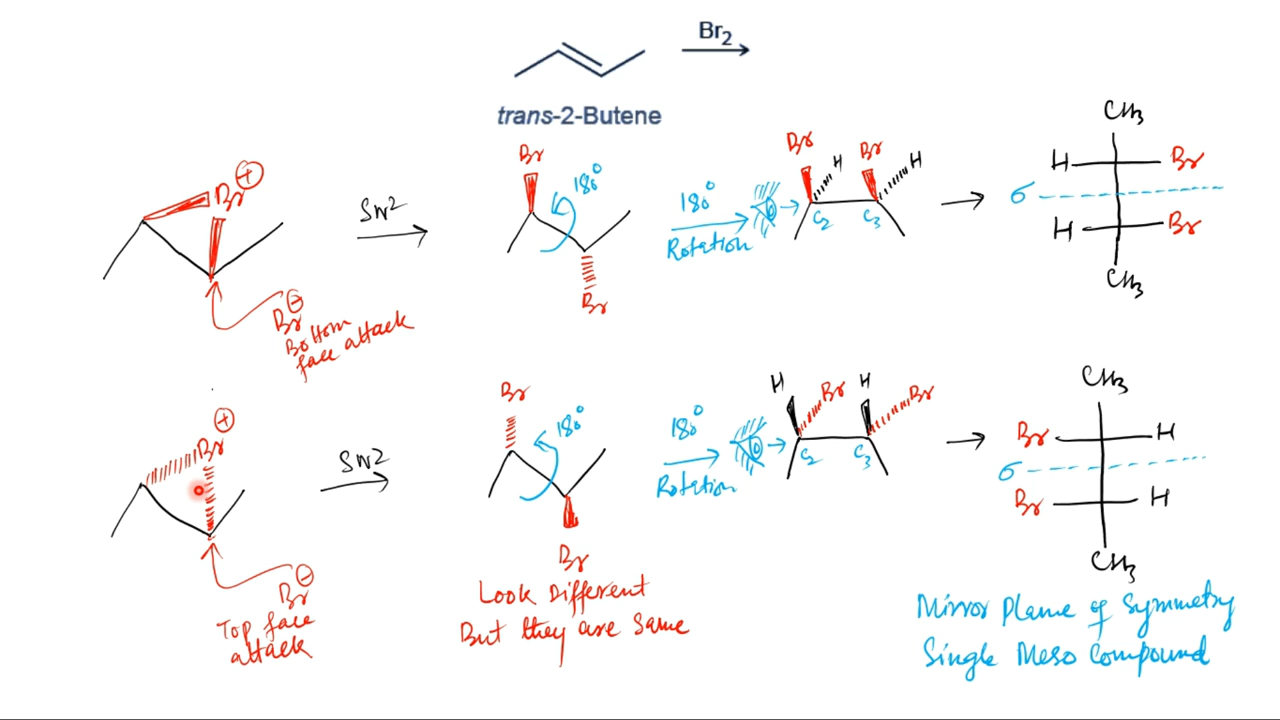 Br₂
trans-2-Butene
Br ⊕
SN²
Br
180°
Br
180°
Rotation
Br H Br H
C₂ C₃
CH₃
H Br
σ
H Br
CH₃
Br ⊖
Bottom
face attack
Br ⊕
SN²
Br
180°
Br
180°
Rotation
H Br H Br
C₂ C₃
CH₃
Br H
σ
Br H
CH₃
Br ⊖
Top face
attack
Look Different
But they are same
Mirror Plane of Symmetry
Single Meso Compound